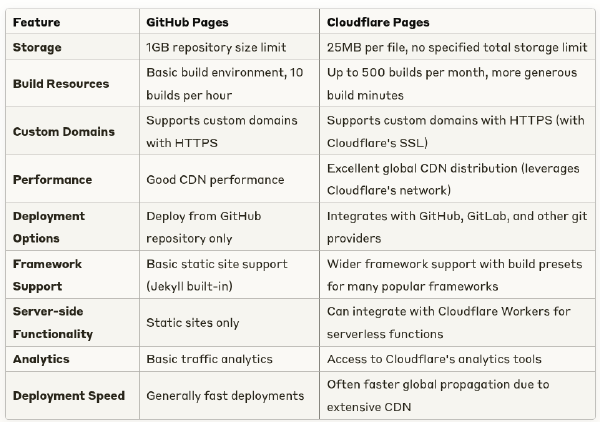 Feature GitHub Pages Cloudflare Pages
Storage 1GB repository size limit 25MB per file, no specified total storage limit
Build Resources Basic build environment, 10 builds per hour Up to 500 builds per month, more generous build minutes
Custom Domains Supports custom domains with HTTPS Supports custom domains with HTTPS (with Cloudflare's SSL)
Performance Good CDN performance Excellent global CDN distribution (leverages Cloudflare's network)
Deployment Options Deploy from GitHub repository only Integrates with GitHub, GitLab, and other git providers
Framework Support Basic static site support (Jekyll built-in) Wider framework support with build presets for many popular frameworks
Server-side Functionality Static sites only Can integrate with Cloudflare Workers for serverless functions
Analytics Basic traffic analytics Access to Cloudflare's analytics tools
Deployment Speed Generally fast deployments Often faster global propagation due to extensive CDN